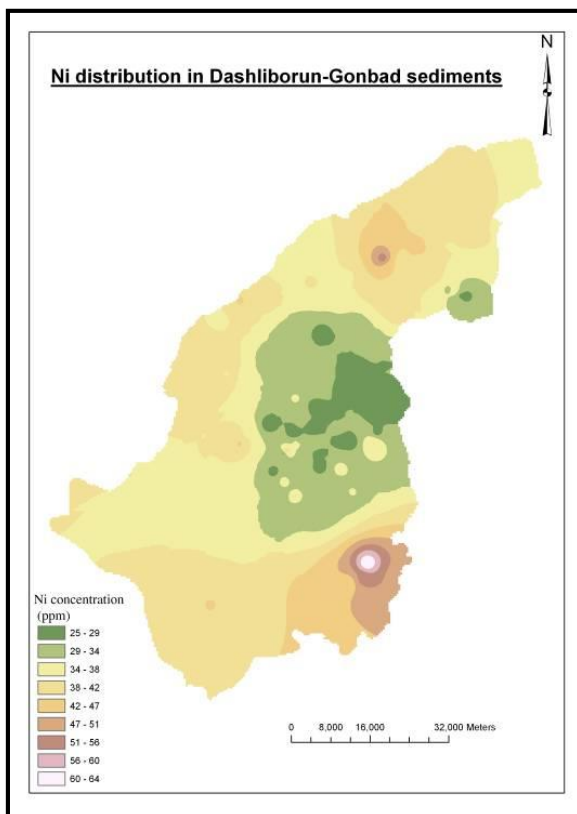 N
Ni distribution in Dashliborun-Gonbad sediments
Ni concentration
(ppm)
25 - 29
29 - 34
34 - 38
38 - 42
42 - 47
47 - 51
51 - 56
56 - 60
60 - 64
0 8,000 16,000 32,000 Meters